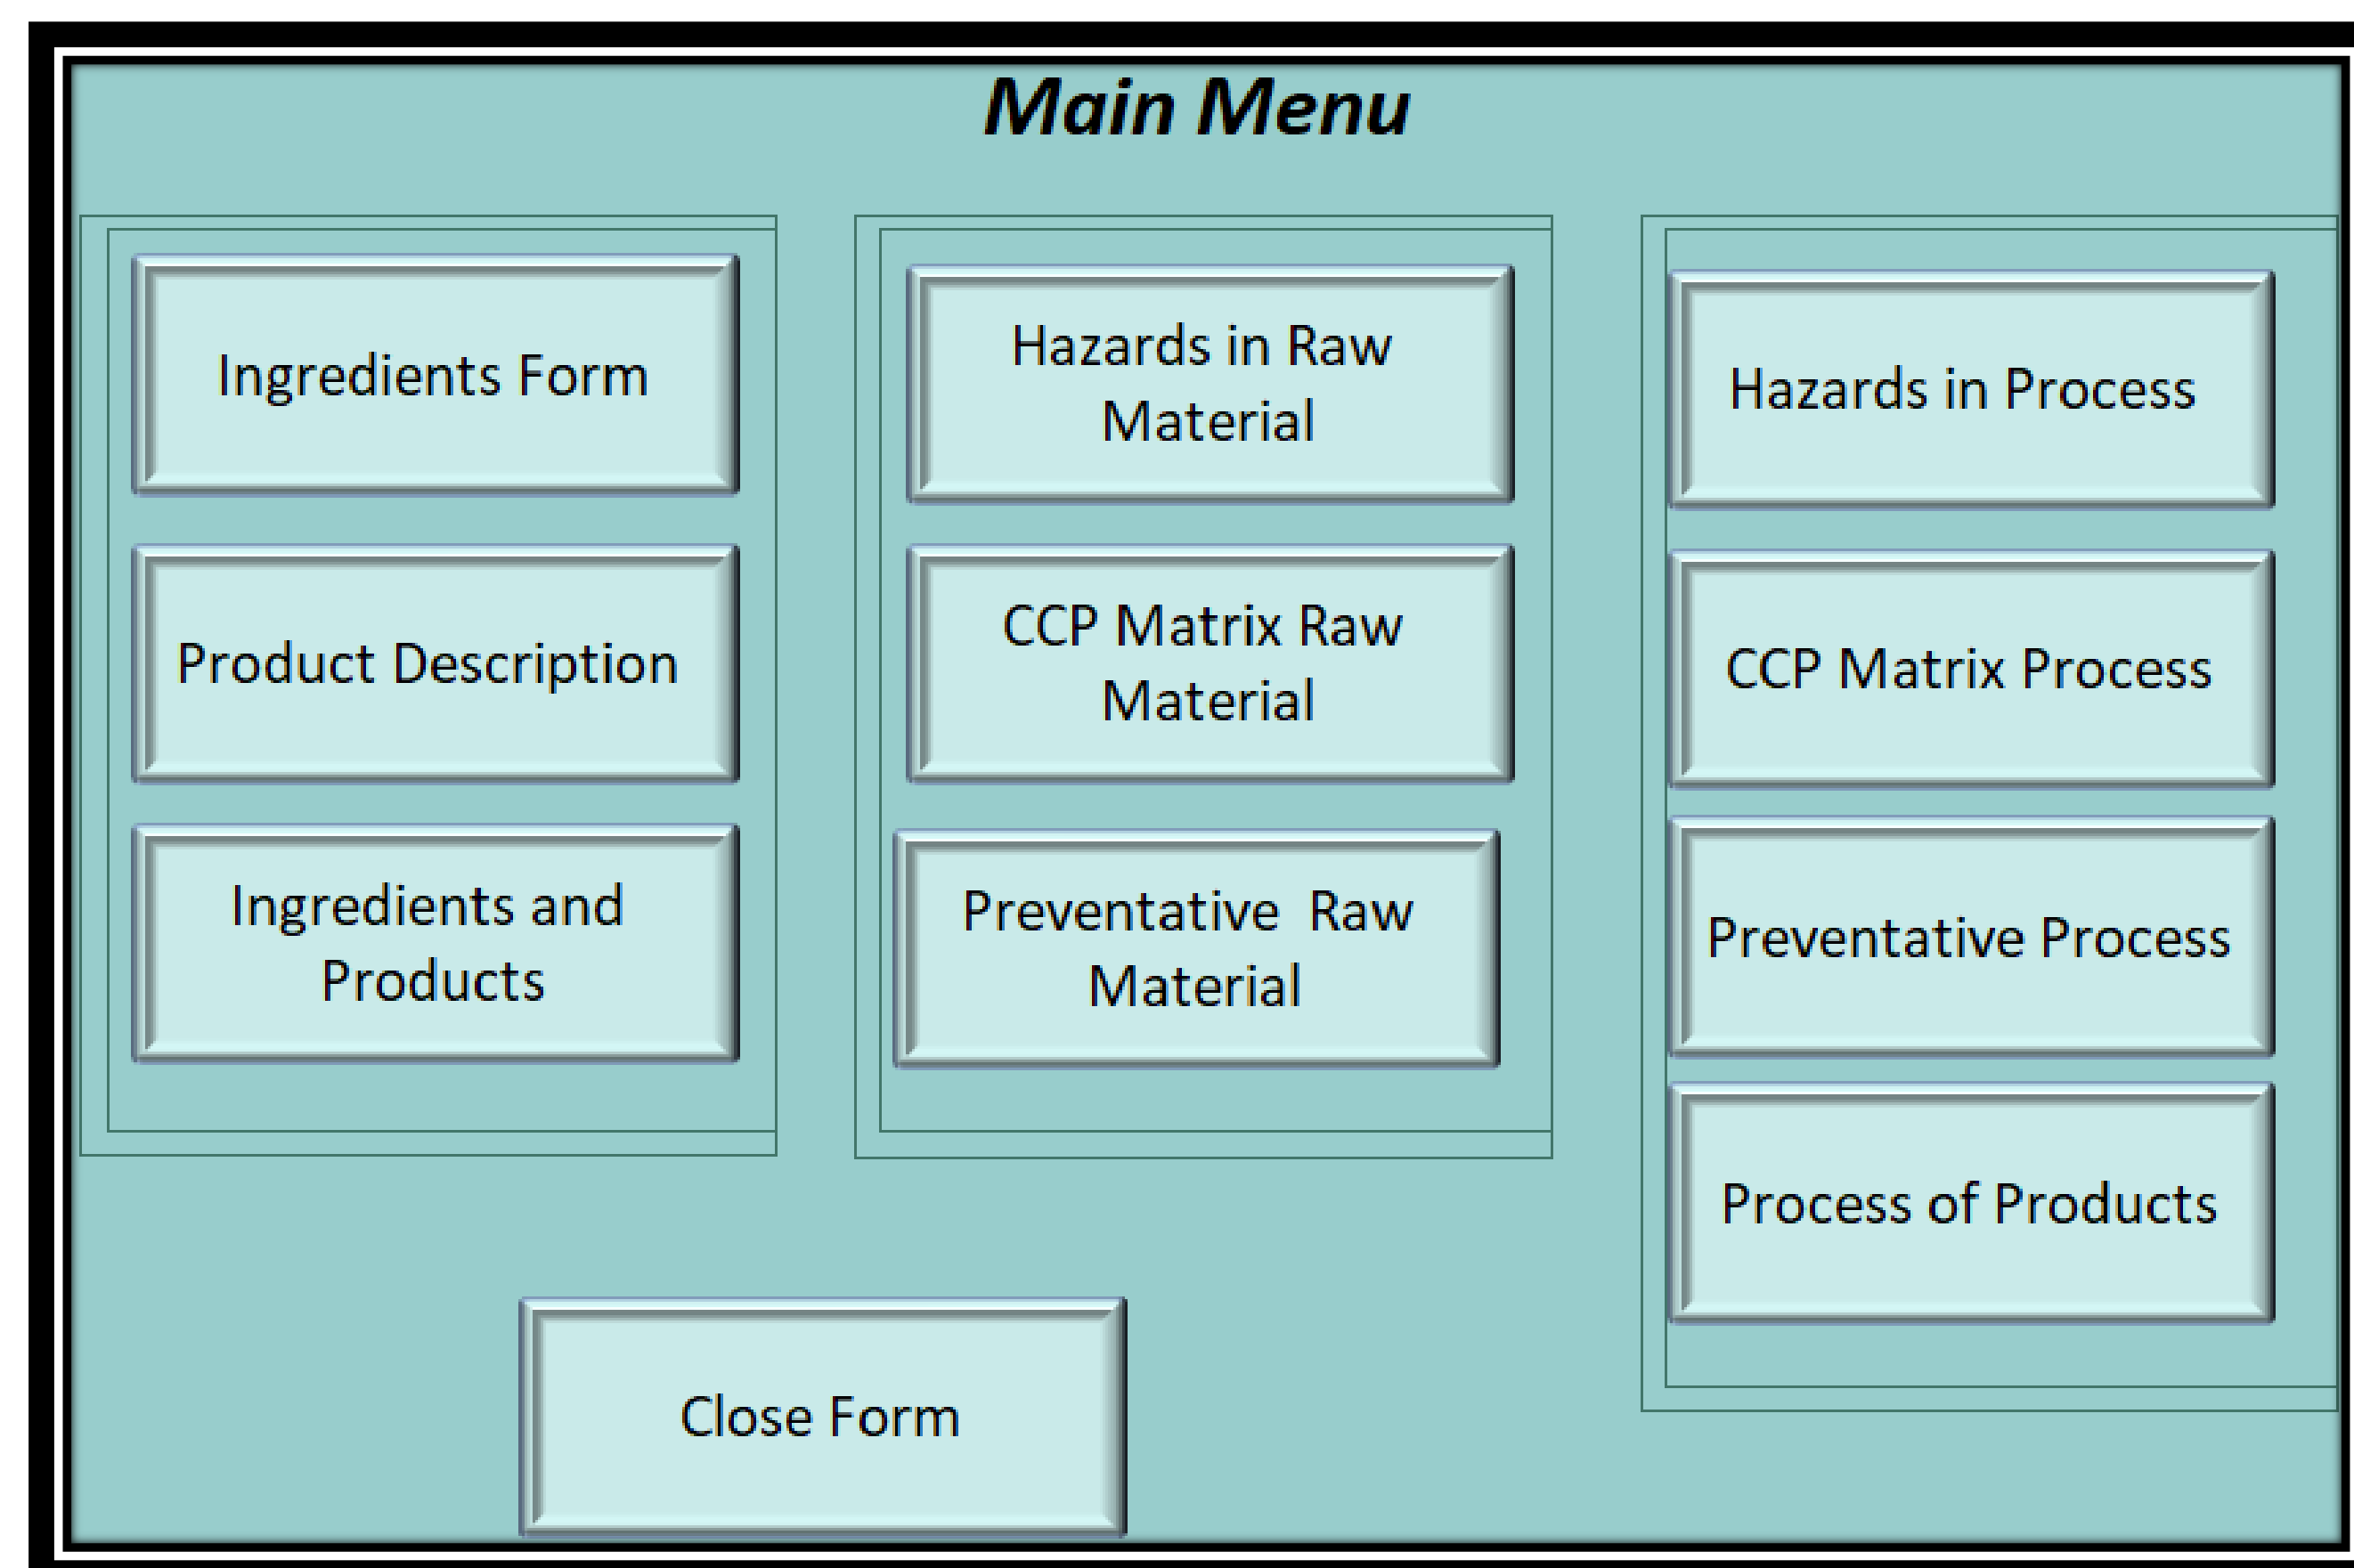 Main Menu
Ingredients Form
Product Description
Ingredients and
Products
Hazards in Raw
Material
CCP Matrix Raw
Material
Preventative  Raw
Material
Hazards in Process
CCP Matrix Process
Preventative Process
Process of Products
Close Form